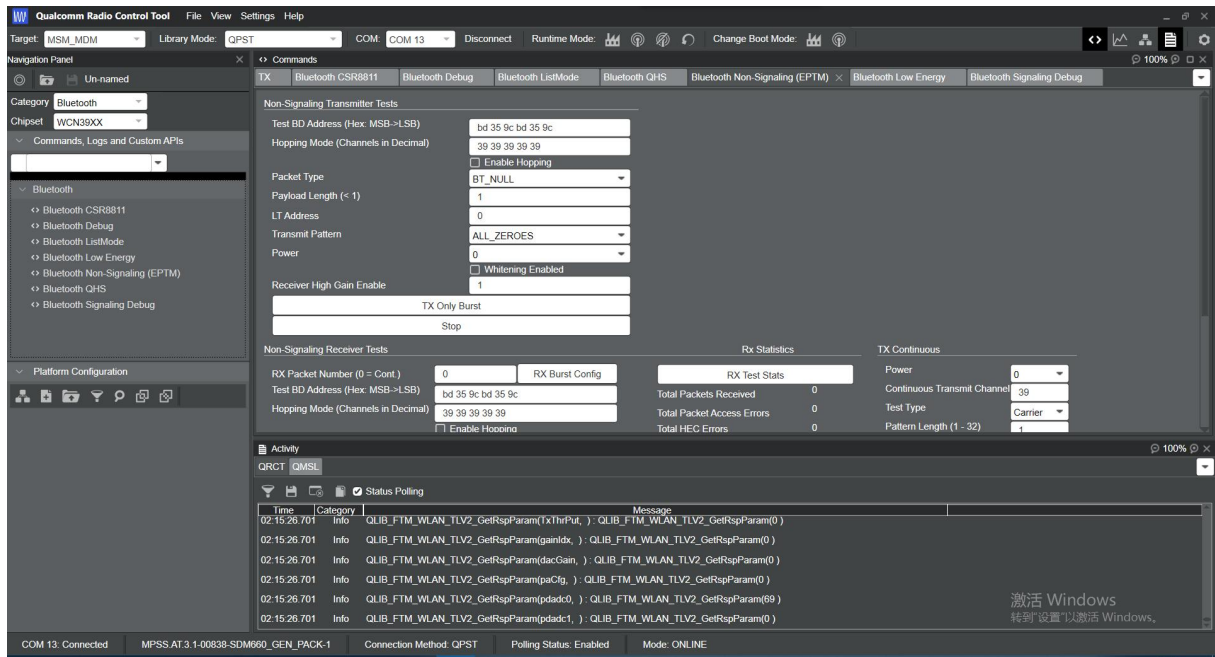 Qualcomm Radio Control Tool File View Settings Help
Target: MSM_MDM Library Mode: QPST COM: COM 13 Disconnect Runtime Mode: Change Boot Mode:
Navigation Panel
Commands
100%
Un-named
TX Bluetooth CSR8811 Bluetooth Debug Bluetooth ListMode Bluetooth QHS Bluetooth Non-Signaling (EPTM) Bluetooth Low Energy Bluetooth Signaling Debug
Category Bluetooth
Chipset WCN39XX
Commands, Logs and Custom APIs
Bluetooth
Bluetooth CSR8811
Bluetooth Debug
Bluetooth ListMode
Bluetooth Low Energy
Bluetooth Non-Signaling (EPTM)
Bluetooth QHS
Bluetooth Signaling Debug
Platform Configuration
Non-Signaling Transmitter Tests
Test BD Address (Hex: MSB->LSB) bd 35 9c bd 35 9c
Hopping Mode (Channels in Decimal) 39 39 39 39 39
Enable Hopping
Packet Type BT_NULL
Payload Length (< 1) 1
LT Address 0
Transmit Pattern ALL_ZEROES
Power 0
Whitening Enabled
Receiver High Gain Enable 1
TX Only Burst
Stop
Non-Signaling Receiver Tests
RX Packet Number (0 = Cont.) 0 RX Burst Config
Test BD Address (Hex: MSB->LSB) bd 35 9c bd 35 9c
Hopping Mode (Channels in Decimal) 39 39 39 39 39
Enable Hopping
Rx Statistics
RX Test Stats
Total Packets Received 0
Total Packet Access Errors 0
Total HEC Errors 0
TX Continuous
Power 0
Continuous Transmit Channel 39
Test Type Carrier
Pattern Length (1 - 32) 1
Activity
100%
QRCT QMSL
Status Polling
Time Category Message
02:15:26.701 Info QLIB_FTM_WLAN_TLV2_GetRspParam(TxThrPut, ) : QLIB_FTM_WLAN_TLV2_GetRspParam(0 )
02:15:26.701 Info QLIB_FTM_WLAN_TLV2_GetRspParam(gainIdx, ) : QLIB_FTM_WLAN_TLV2_GetRspParam(0 )
02:15:26.701 Info QLIB_FTM_WLAN_TLV2_GetRspParam(dacGain, ) : QLIB_FTM_WLAN_TLV2_GetRspParam(0 )
02:15:26.701 Info QLIB_FTM_WLAN_TLV2_GetRspParam(paCfg, ) : QLIB_FTM_WLAN_TLV2_GetRspParam(0 )
02:15:26.701 Info QLIB_FTM_WLAN_TLV2_GetRspParam(pdadc0, ) : QLIB_FTM_WLAN_TLV2_GetRspParam(69 )
02:15:26.701 Info QLIB_FTM_WLAN_TLV2_GetRspParam(pdadc1, ) : QLIB_FTM_WLAN_TLV2_GetRspParam(0 )
激活 Windows
转到"设置"以激活 Windows。
COM 13: Connected MPSS.AT.3.1-00838-SDM660_GEN_PACK-1 Connection Method: QPST Polling Status: Enabled Mode: ONLINE